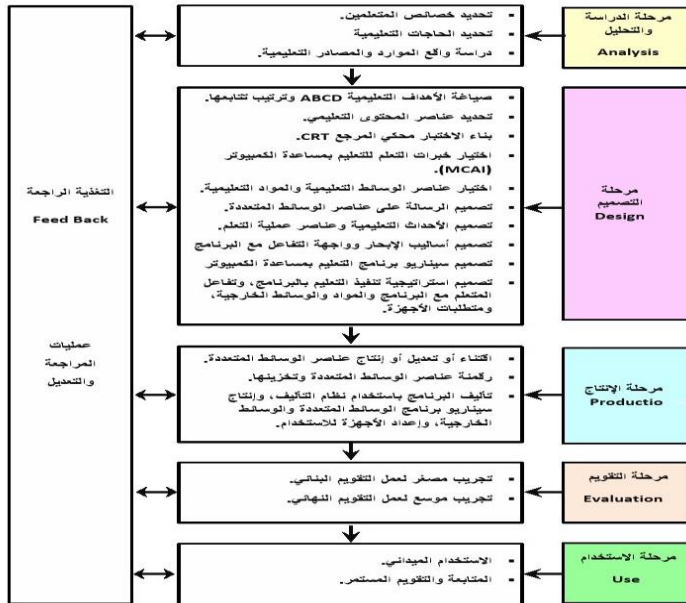 مرحلة الدراسة
والتحليل
Analysis
- تحديد خصائص المتعلمين.
- تحديد الحاجات التعليمية
- دراسة واقع الموارد والمصادر التعليمية.
مرحلة
التصميم
Design
- صياغة الأهداف التعليمية ABCD وترتيب تتابعها.
- تحديد عناصر المحتوى التعليمي.
- بناء الاختبار محكي المرجع CRT.
- اختيار خبرات التعلم للتعليم بمساعدة الكمبيوتر
(MCAI).
- اختيار عناصر الوسائط التعليمية والمواد التعليمية.
- تصميم الرسالة على عناصر الوسائط المتعددة.
- تصميم الأحداث التعليمية وعناصر عملية التعلم.
- تصميم أساليب الإبحار وواجهة التفاعل مع البرنامج
- تصميم سيناريو برنامج التعليم بمساعدة الكمبيوتر
- تصميم استراتيجية تنفيذ التعليم بالبرنامج، وتفاعل
المتعلم مع البرنامج والمواد والوسائط الخارجية،
ومتطلبات الأجهزة.
مرحلة الإنتاج
Productio
- اقتناء أو تعديل أو إنتاج عناصر الوسائط المتعددة.
- رقمنة عناصر الوسائط المتعددة وتخزينها.
- تأليف البرنامج باستخدام نظام التأليف، وإنتاج
سيناريو برنامج الوسائط المتعددة والوسائط
الخارجية، وإعداد الأجهزة للاستخدام.
مرحلة التقويم
Evaluation
- تجريب مصغر لعمل التقويم البنائي.
- تجريب موسع لعمل التقويم النهائي.
مرحلة الاستخدام
Use
- الاستخدام الميداني.
- المتابعة والتقويم المستمر.
التغذية الراجعة
Feed Back
عمليات
المراجعة
والتعديل